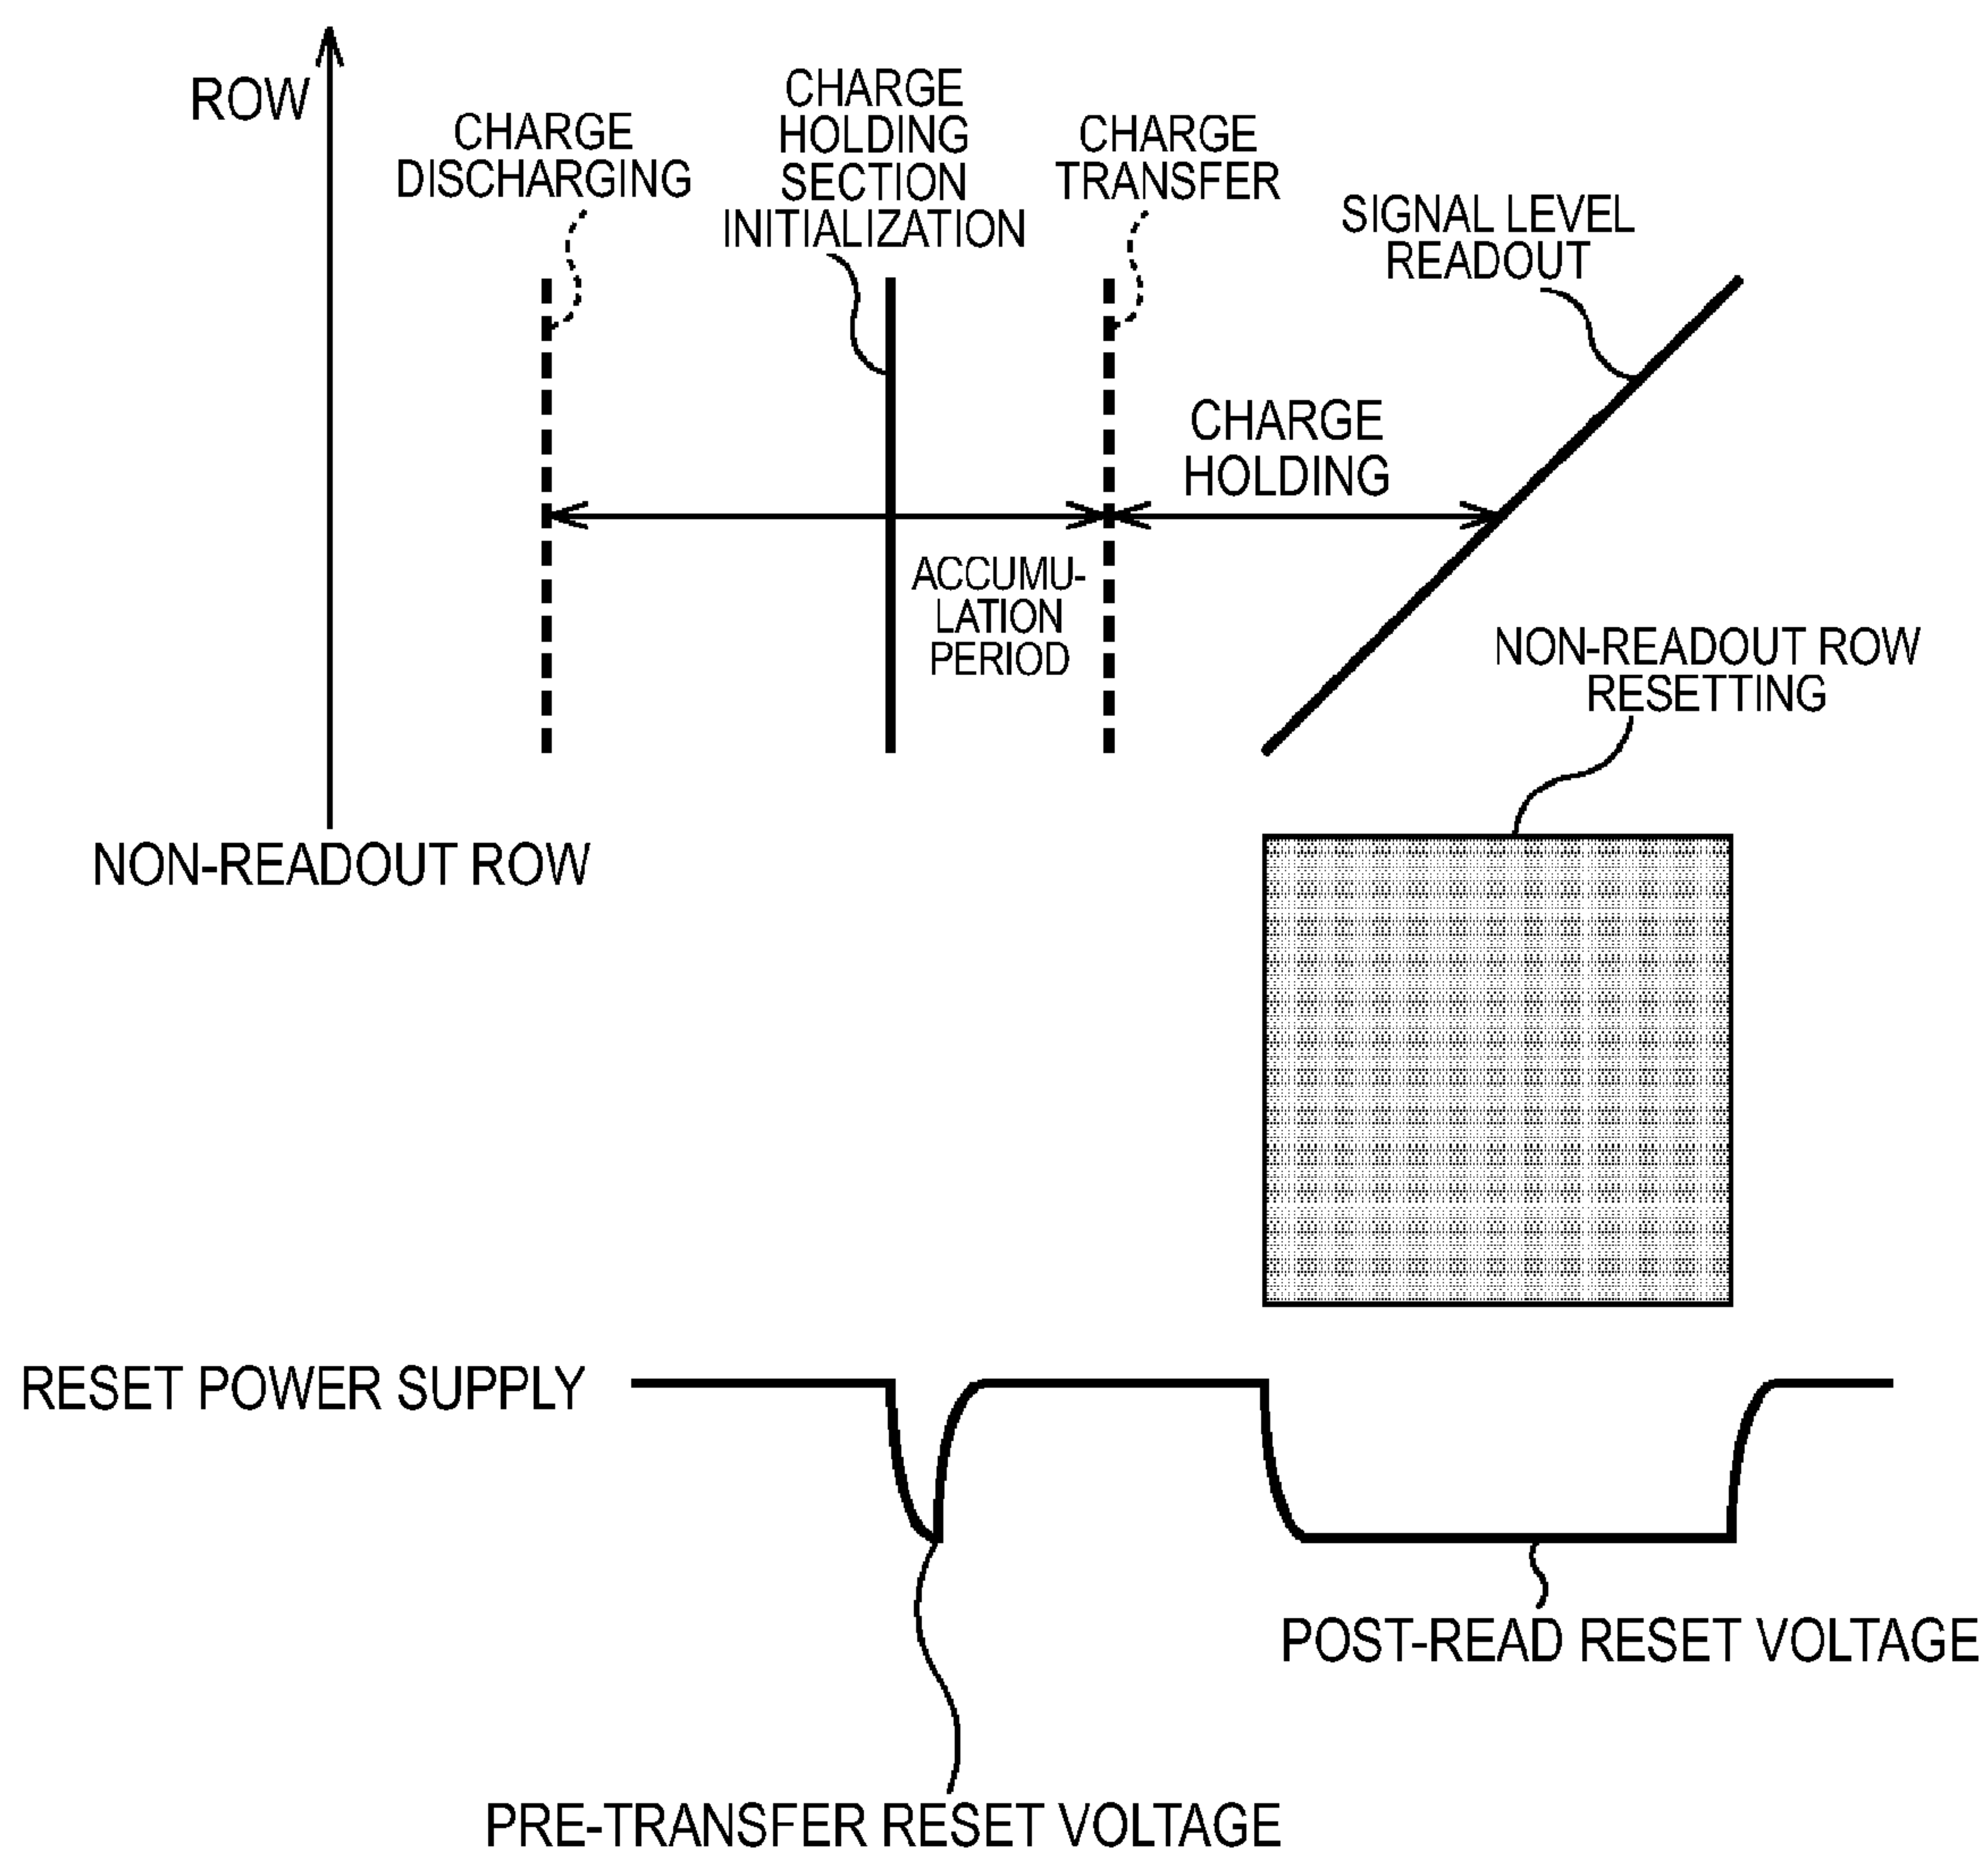 ROW
CHARGE
DISCHARGING
CHARGE
HOLDING
SECTION
INITIALIZATION
CHARGE
TRANSFER
SIGNAL LEVEL
READOUT
CHARGE
HOLDING
ACCUMU-
LATION
PERIOD
NON-READOUT ROW
RESETTING
NON-READOUT ROW
RESET POWER SUPPLY
POST-READ RESET VOLTAGE
PRE-TRANSFER RESET VOLTAGE